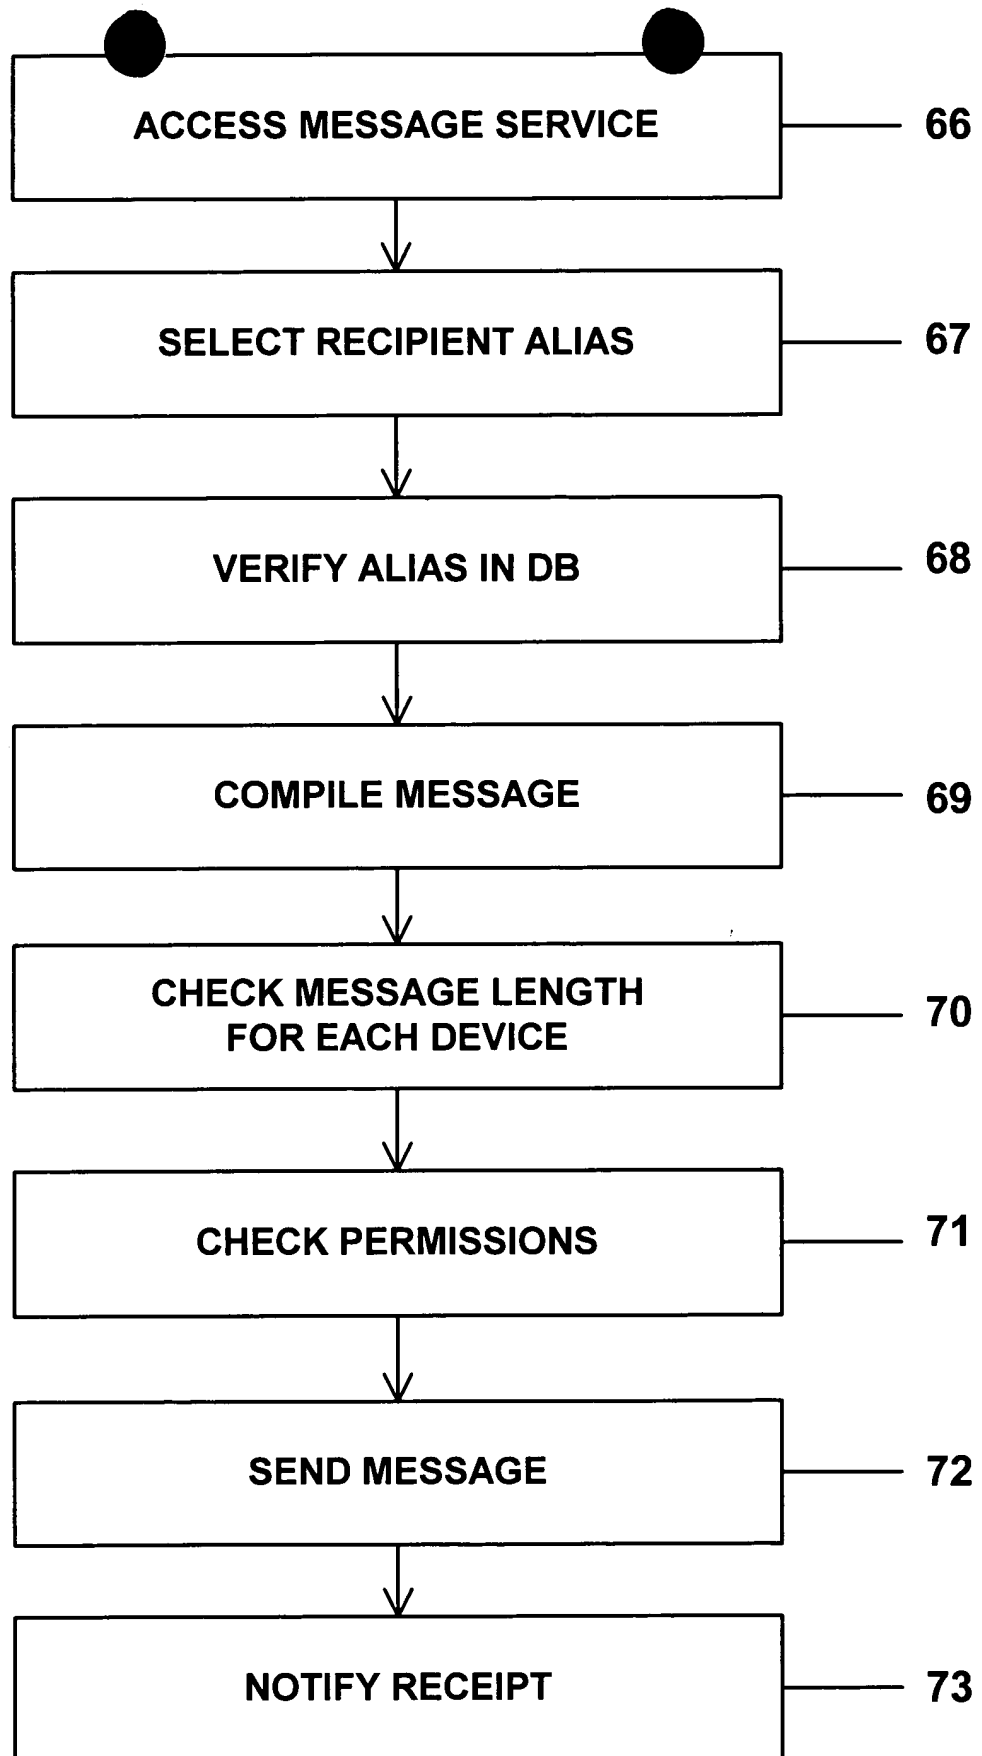 ACCESS MESSAGE SERVICE
66
SELECT RECIPIENT ALIAS
67
VERIFY ALIAS IN DB
68
COMPILE MESSAGE
69
CHECK MESSAGE LENGTH
FOR EACH DEVICE
70
CHECK PERMISSIONS
71
SEND MESSAGE
72
NOTIFY RECEIPT
73